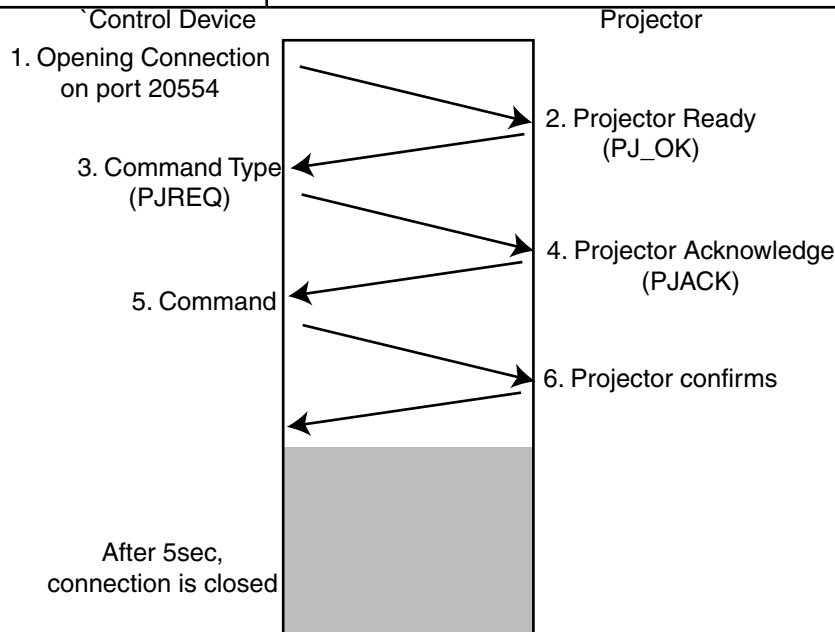 `Control Device
Projector
1. Opening Connection
on port 20554
2. Projector Ready
(PJ_OK)
3. Command Type
(PJREQ)
4. Projector Acknowledge
(PJACK)
5. Command
6. Projector confirms
After 5sec,
connection is closed